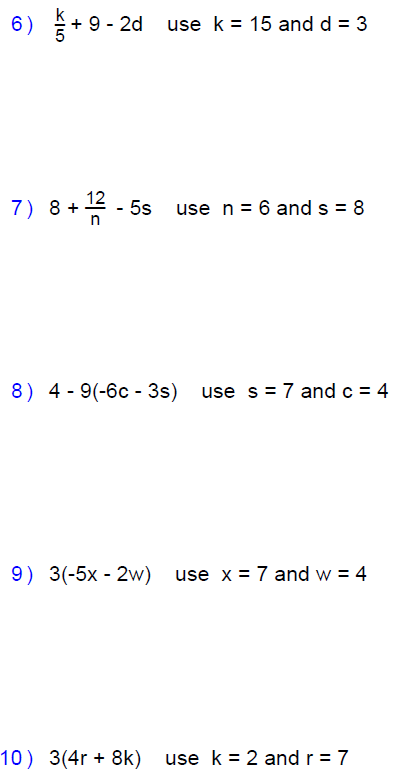 6) k/5 + 9 - 2d use k = 15 and d = 3
7) 8 + 12/n - 5s use n = 6 and s = 8
8) 4 - 9(-6c - 3s) use s = 7 and c = 4
9) 3(-5x - 2w) use x = 7 and w = 4
10) 3(4r + 8k) use k = 2 and r = 7